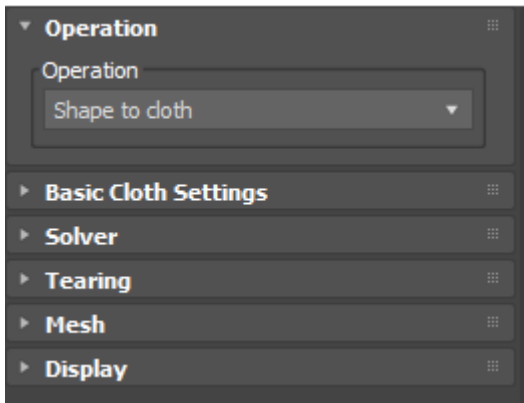 Operation
Operation
Shape to cloth
Basic Cloth Settings
Solver
Tearing
Mesh
Display